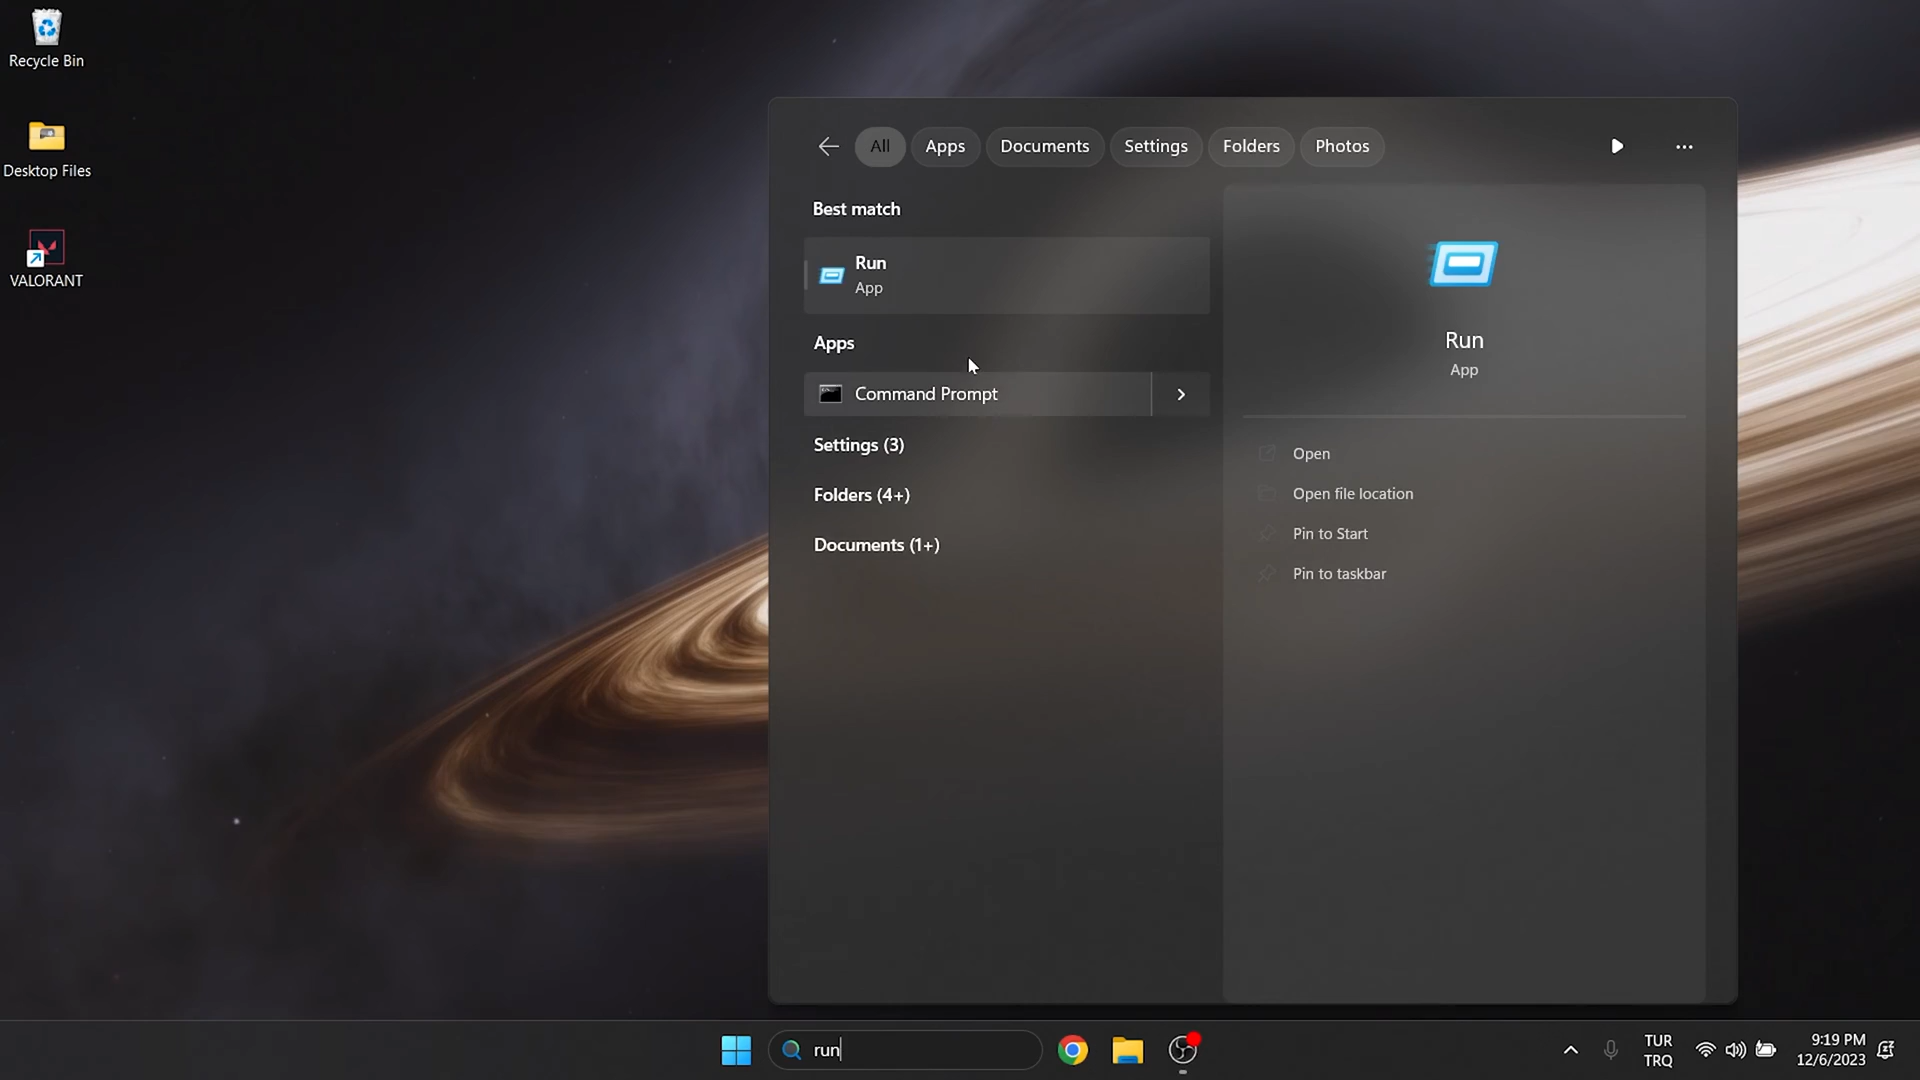 Recycle Bin
Desktop Files
VALORANT
All
Apps
Documents
Settings
Folders
Photos
Best match
Run
App
Apps
Command Prompt
Settings (3)
Folders (4+)
Documents (1+)
Run
App
Open
Open file location
Pin to Start
Pin to taskbar
run
TUR
TRQ
9:19 PM
12/6/2023